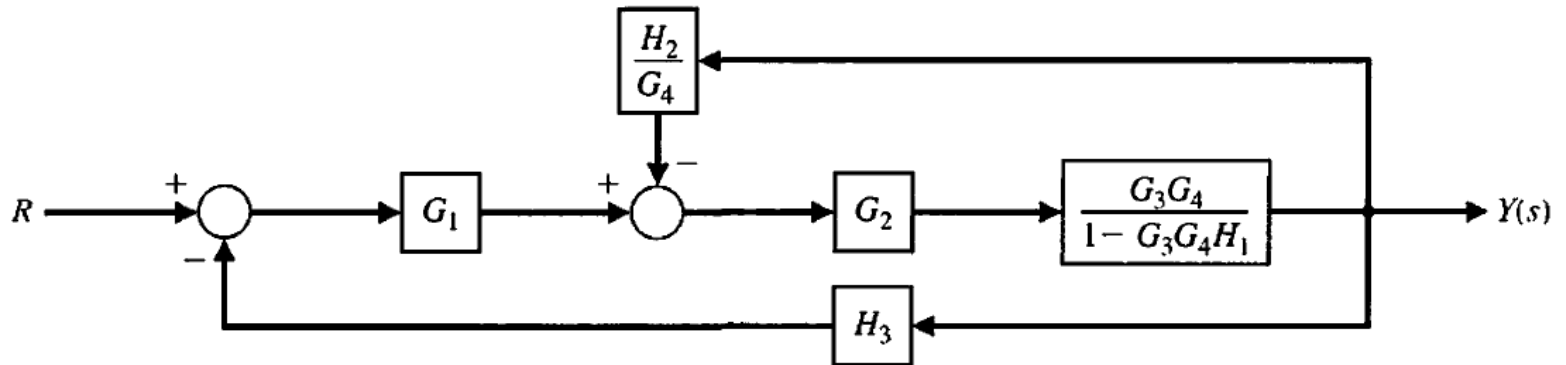 H₂
G₄
R
+
−
G₁
+
−
G₂
G₃G₄
1 − G₃G₄H₁
Y(s)
H₃